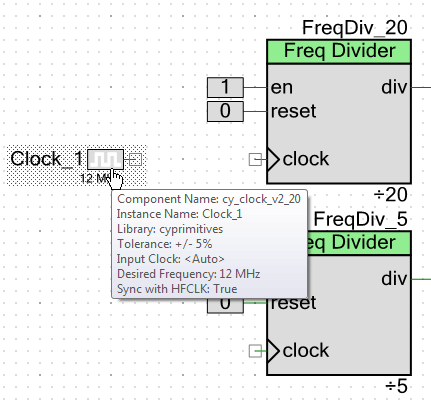 FreqDiv_20
Freq Divider
1 en div
0 reset
Clock_1
12 M
clock
÷20
Component Name: cy_clock_v2_20
Instance Name: Clock_1
Library: cyprimitives
Tolerance: +/- 5%
Input Clock: <Auto>
Desired Frequency: 12 MHz
Sync with HFCLK: True
FreqDiv_5
eq Divider
div
0 reset
clock
÷5